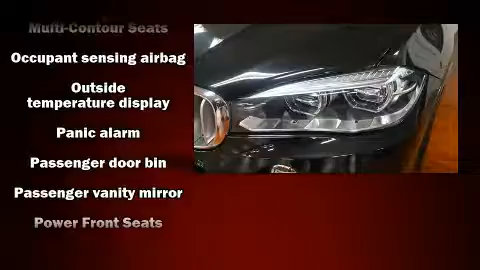 Multi-Contour Seats
Occupant sensing airbag
Outside
temperature display
Panic alarm
Passenger door bin
Passenger vanity mirror
Power Front Seats